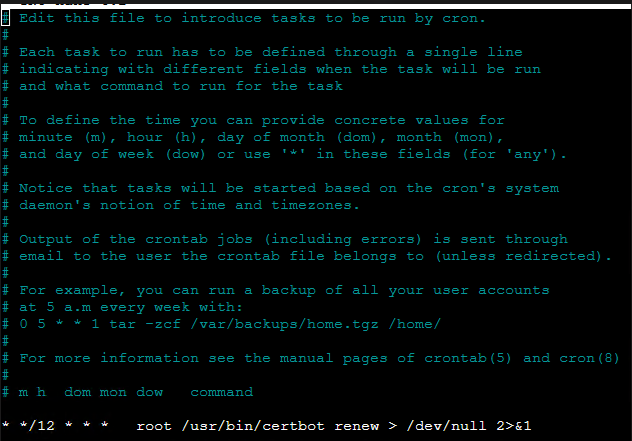 # Edit this file to introduce tasks to be run by cron.
#
# Each task to run has to be defined through a single line
# indicating with different fields when the task will be run
# and what command to run for the task
#
# To define the time you can provide concrete values for
# minute (m), hour (h), day of month (dom), month (mon),
# and day of week (dow) or use '*' in these fields (for 'any').
#
# Notice that tasks will be started based on the cron's system
# daemon's notion of time and timezones.
#
# Output of the crontab jobs (including errors) is sent through
# email to the user the crontab file belongs to (unless redirected).
#
# For example, you can run a backup of all your user accounts
# at 5 a.m every week with:
# 0 5 * * 1 tar -zcf /var/backups/home.tgz /home/
#
# For more information see the manual pages of crontab(5) and cron(8)
#
# m h  dom mon dow   command

* */12 * * *   root /usr/bin/certbot renew > /dev/null 2>&1